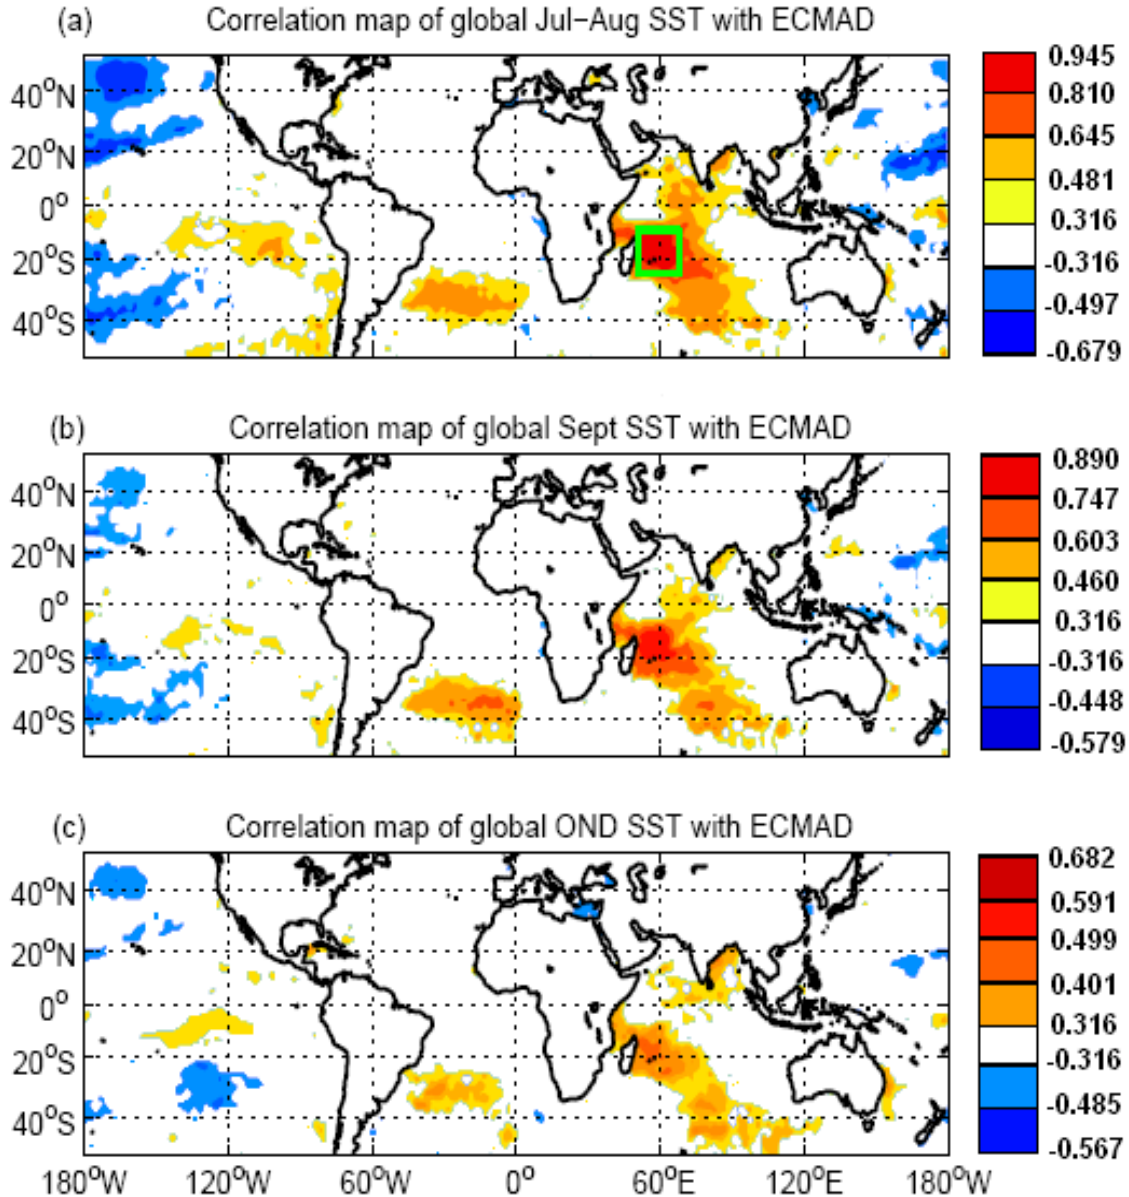 (a) Correlation map of global Jul-Aug SST with ECMAD
40°N
20°N
0°
20°S
40°S
0.945
0.810
0.645
0.481
0.316
-0.316
-0.497
-0.679
(b) Correlation map of global Sept SST with ECMAD
40°N
20°N
0°
20°S
40°S
0.890
0.747
0.603
0.460
0.316
-0.316
-0.448
-0.579
(c) Correlation map of global OND SST with ECMAD
40°N
20°N
0°
20°S
40°S
0.682
0.591
0.499
0.401
0.316
-0.316
-0.485
-0.567
180°W 120°W 60°W 0° 60°E 120°E 180°W